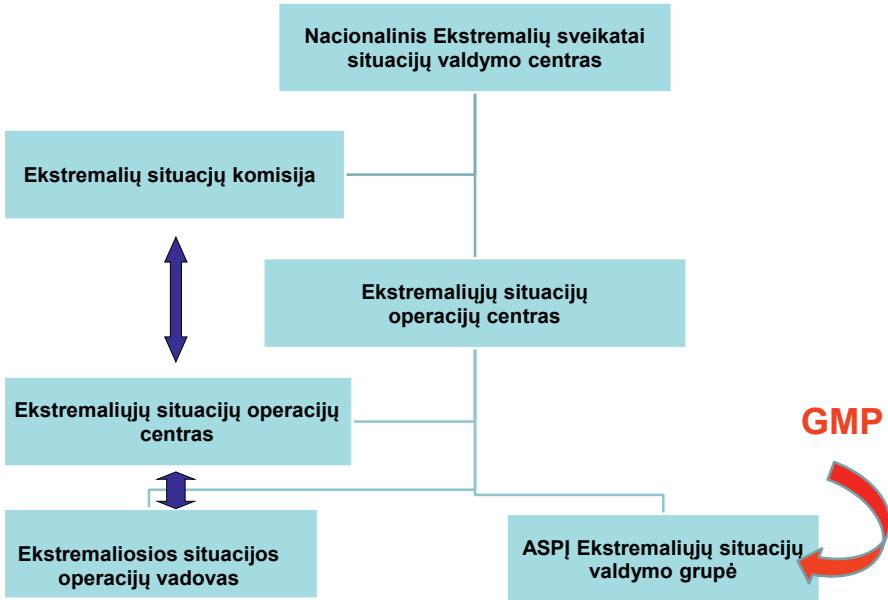 Nacionalinis Ekstremalių sveikatai
situacijų valdymo centras
Ekstremalių situacjų komisija
Ekstremaliųjų situacijų
operacijų centras
Ekstremaliųjų situacijų operacijų
centras
GMP
Ekstremaliosios situacijos
operacijų vadovas
ASPĮ Ekstremaliųjų situacijų
valdymo grupė